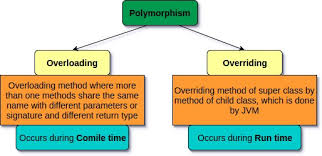 Polymorphism
Overloading
Overriding
Overloading method where more
than one methods share the same
name with different parameters or
signature and different return type
Overriding method of super class by
method of child class, which is done
by JVM
Occurs during Comile time
Occurs during Run time